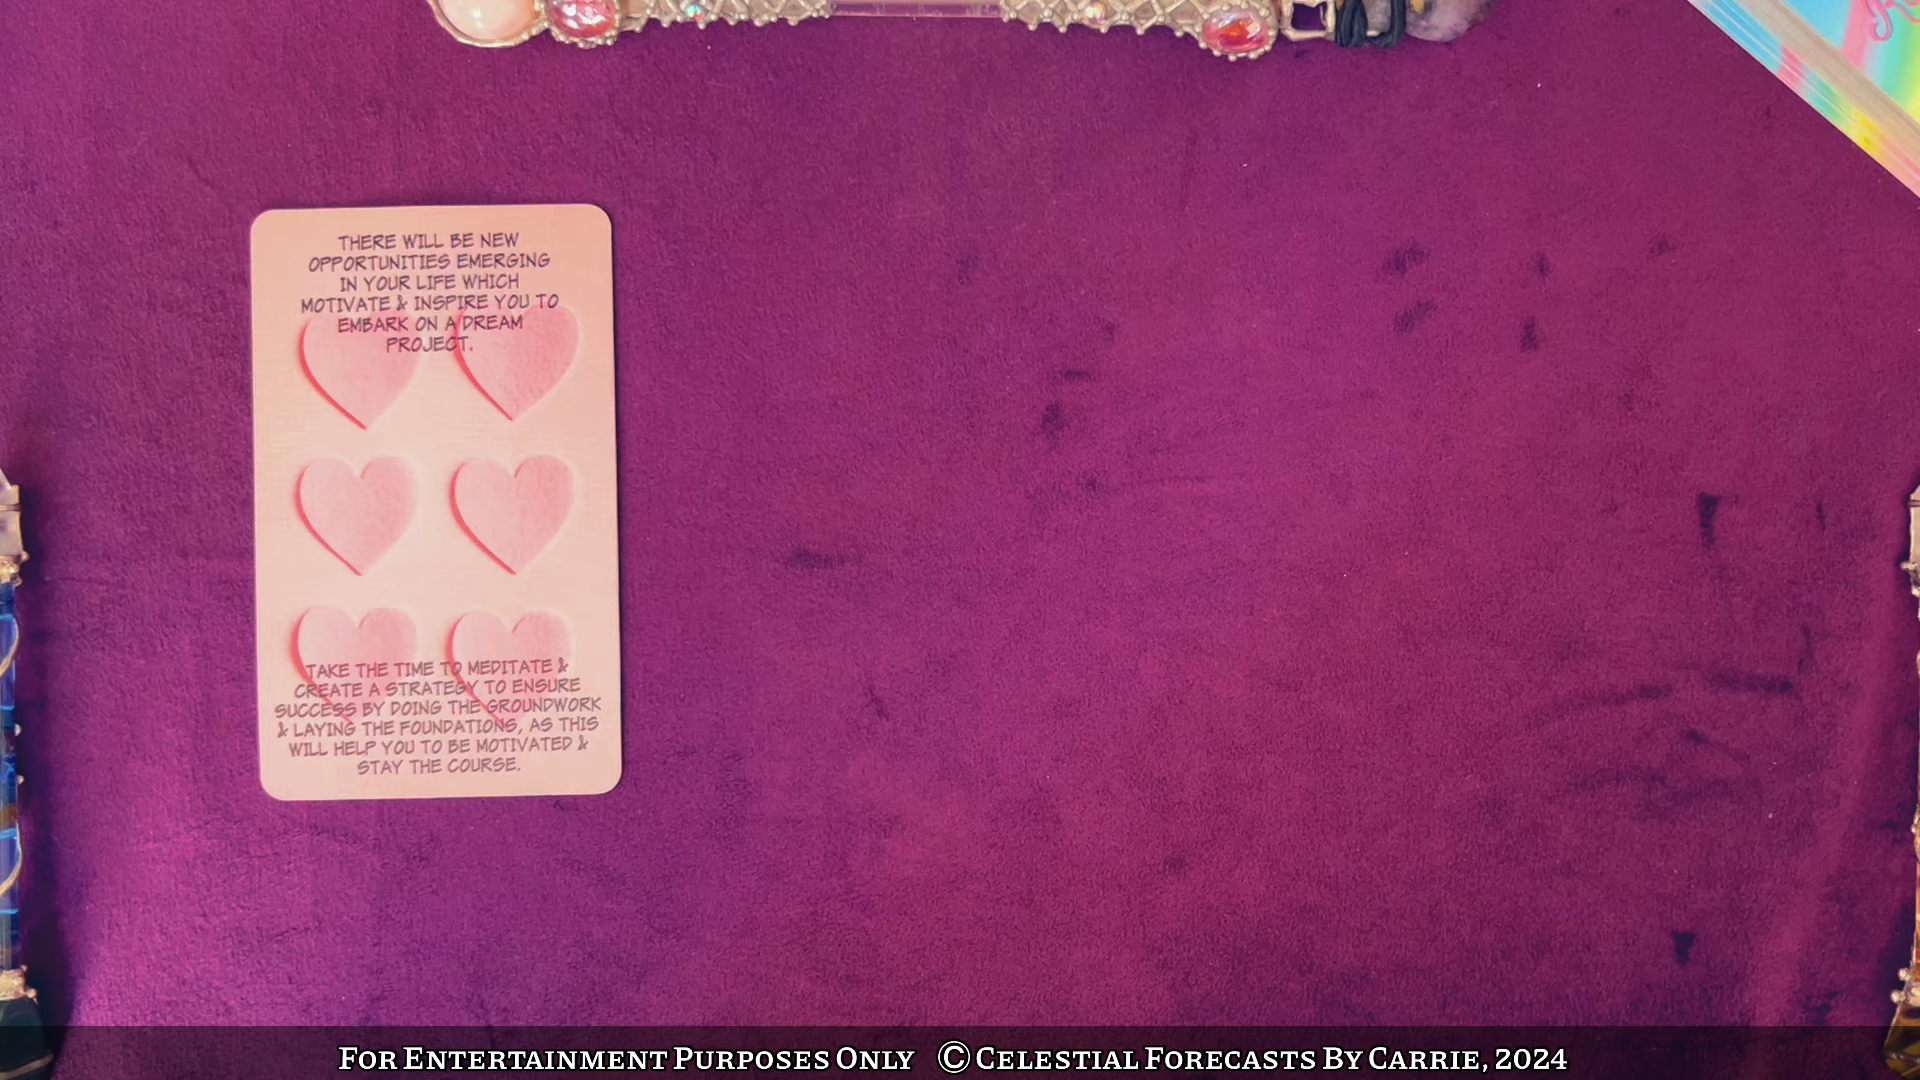 THERE WILL BE NEW
OPPORTUNITIES EMERGING
IN YOUR LIFE WHICH
MOTIVATE & INSPIRE YOU TO
EMBARK ON A DREAM
PROJECT.
TAKE THE TIME TO MEDITATE &
CREATE A STRATEGY TO ENSURE
SUCCESS BY DOING THE GROUNDWORK
& LAYING THE FOUNDATIONS, AS THIS
WILL HELP YOU TO BE MOTIVATED &
STAY THE COURSE.
FOR ENTERTAINMENT PURPOSES ONLY © CELESTIAL FORECASTS BY CARRIE, 2024